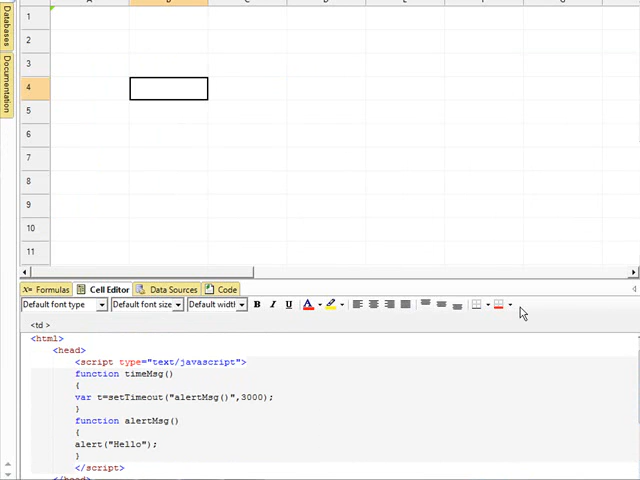 A B C D E F G
1
2
3
4
5
6
7
8
9
10
11
Databases
Documentation
x= Formulas Cell Editor Data Sources Code
Default font type Default font size Default width B I U A
<td >
<html>
<head>
<script type="text/javascript">
function timeMsg()
{
var t=setTimeout("alertMsg()",3000);
}
function alertMsg()
{
alert("Hello");
}
</script>
</head>